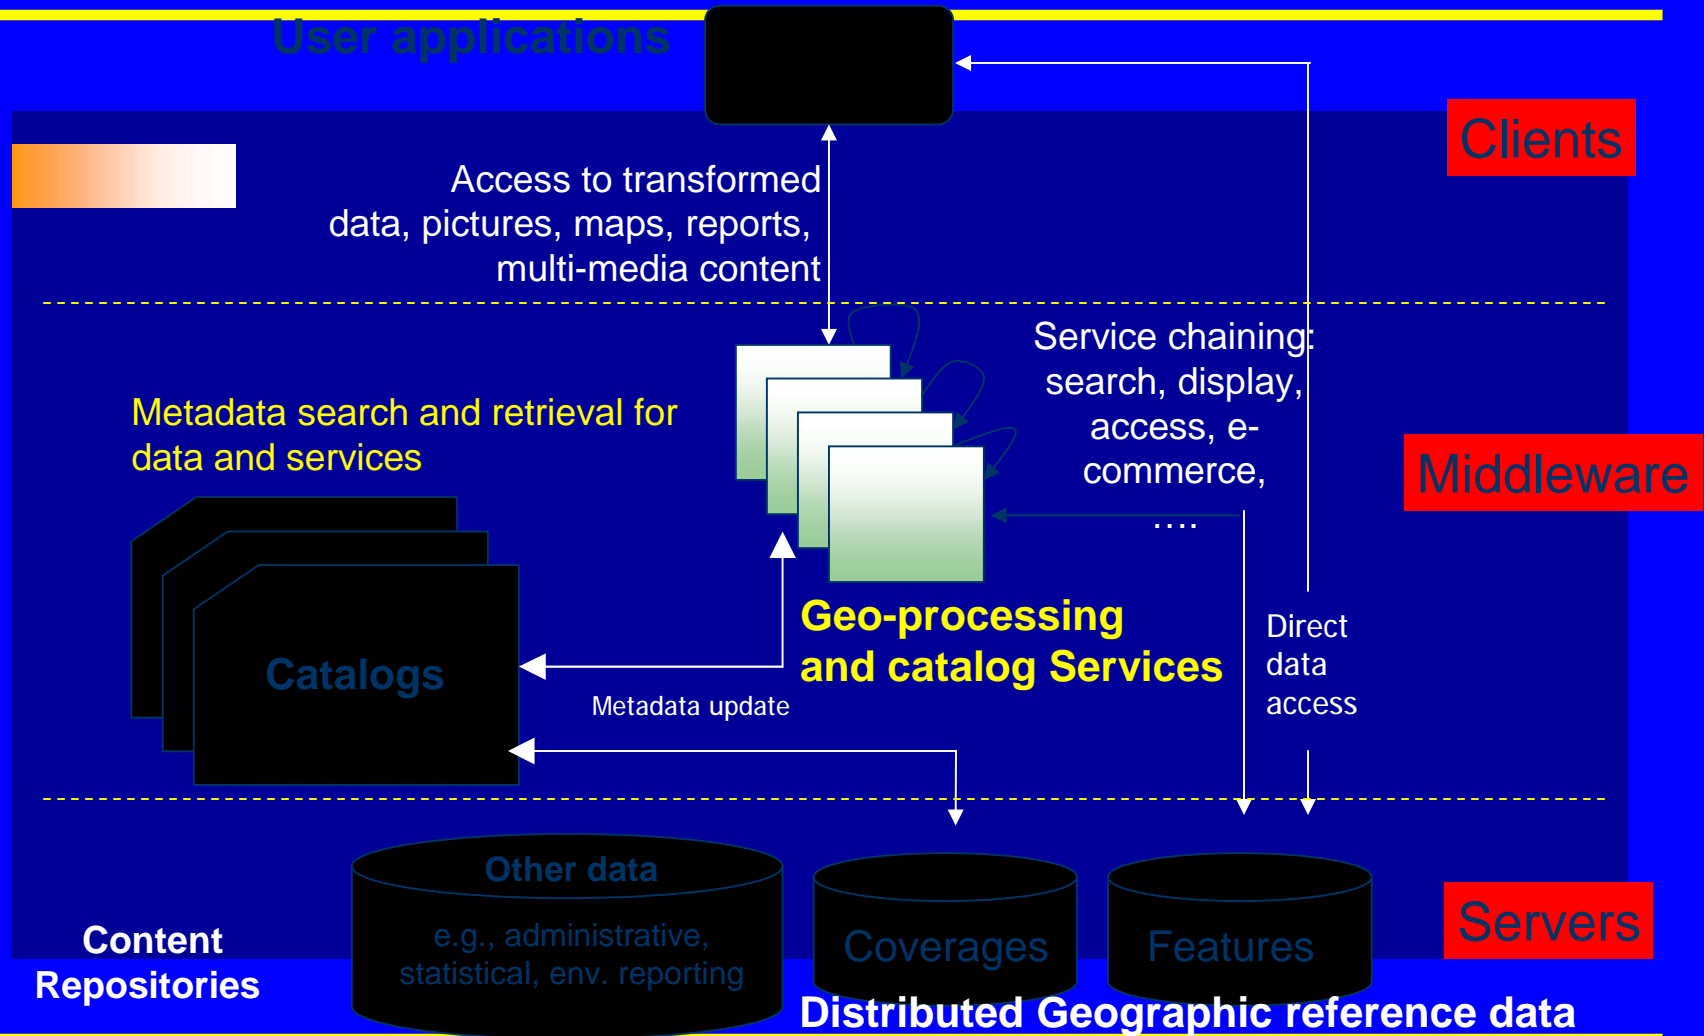 User applications
Clients
Access to transformed
data, pictures, maps, reports,
multi-media content
Service chaining:
search, display,
access, e-
commerce,
....
Metadata search and retrieval for
data and services
Middleware
Geo-processing
and catalog Services
Direct
data
access
Catalogs
Metadata update
Other data
e.g., administrative,
statistical, env. reporting
Coverages
Features
Servers
Content
Repositories
Distributed Geographic reference data